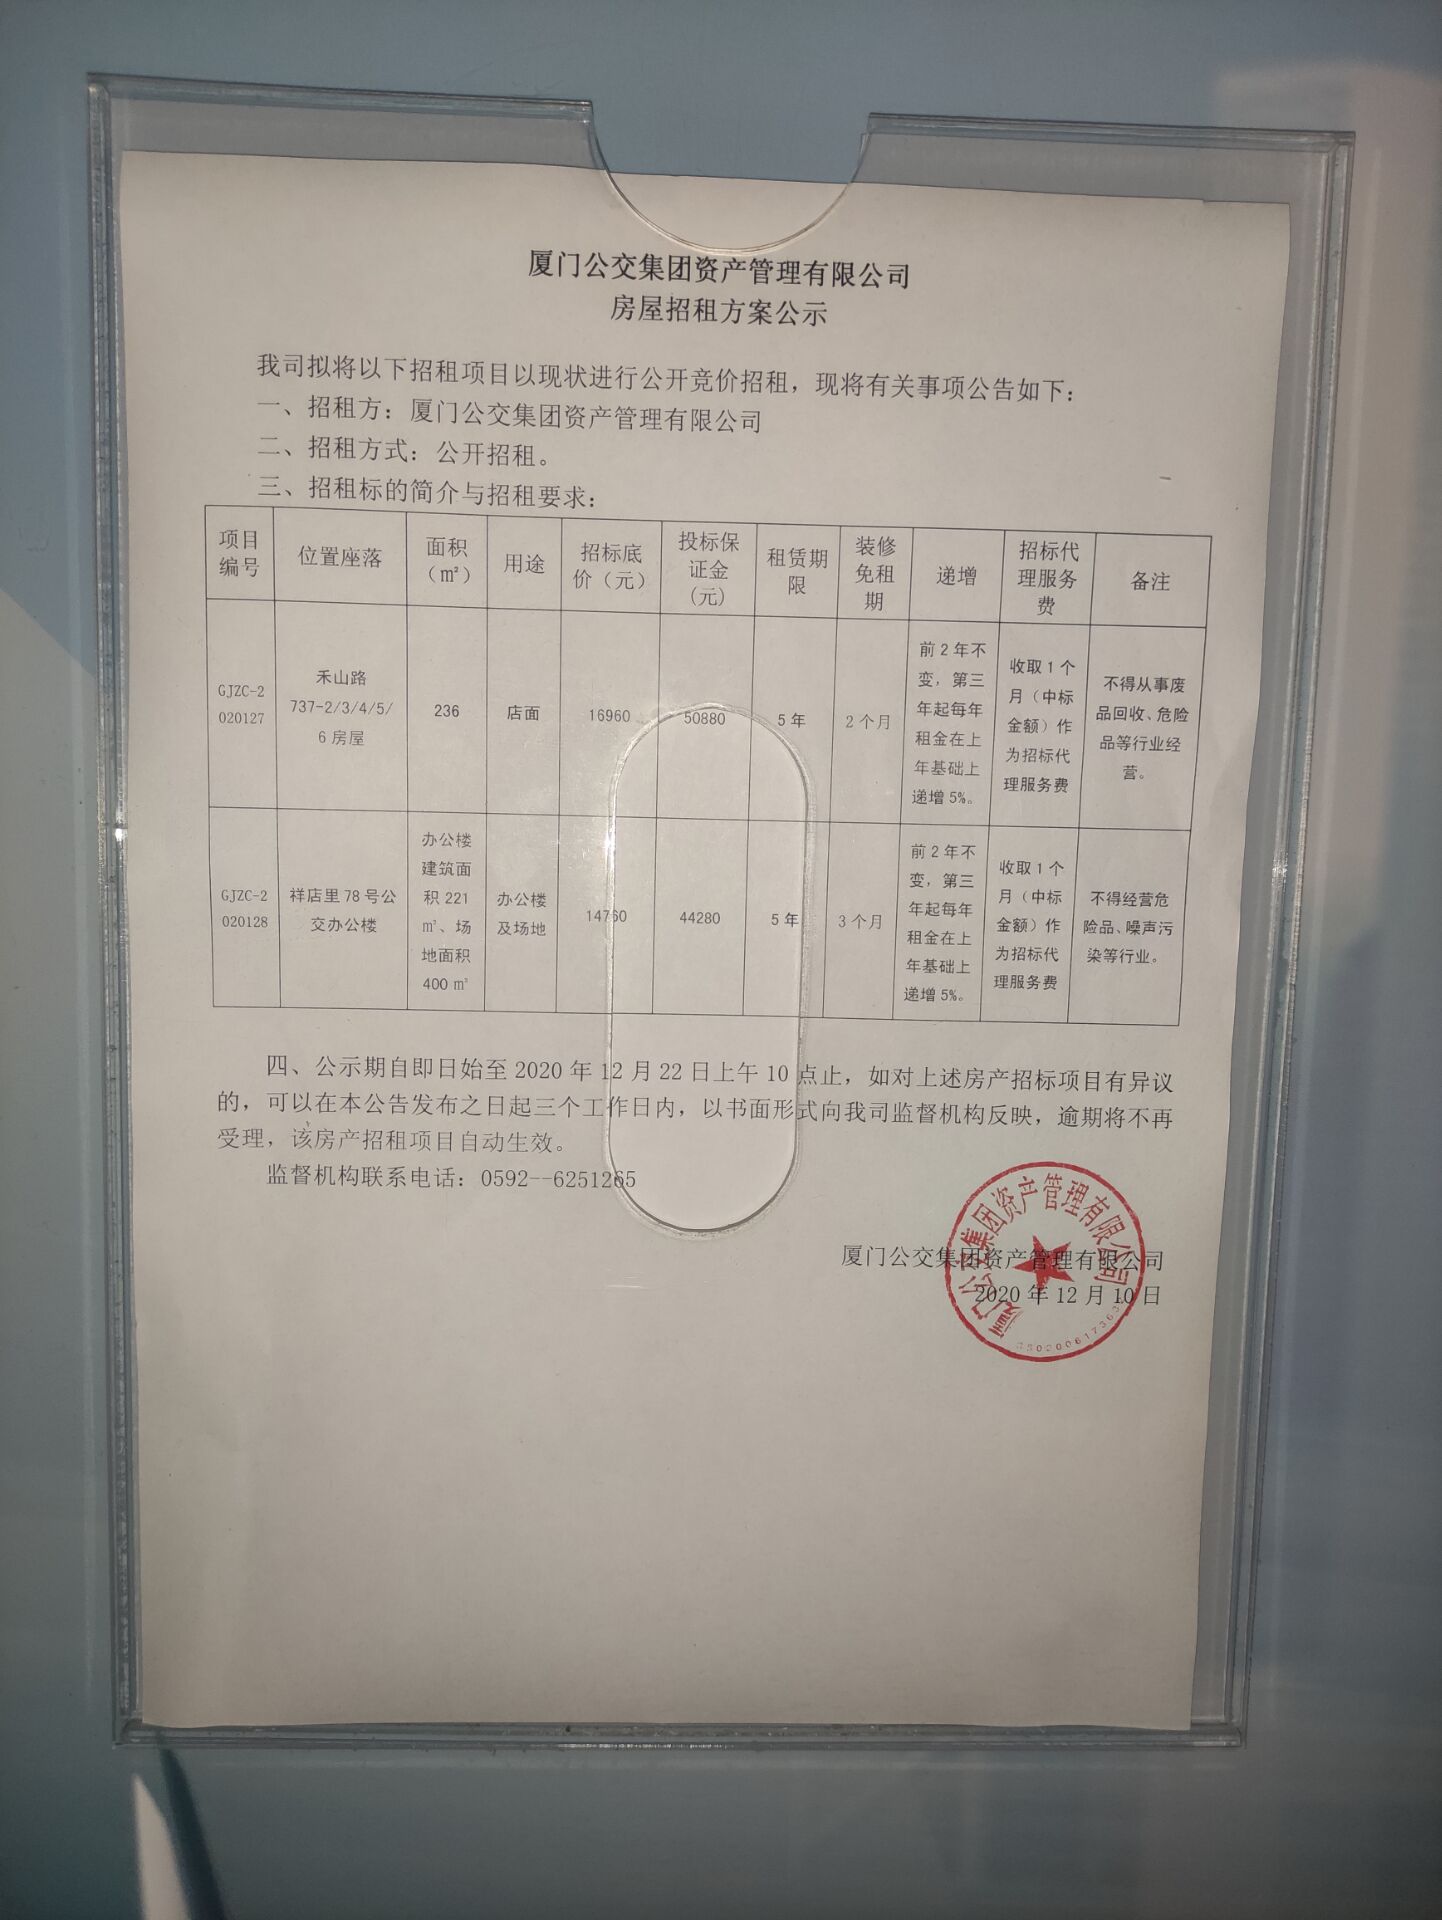 厦门公交集团资产管理有限公司
房屋招租方案公示
我司拟将以下招租项目以现状进行公开竞价招租，现将有关事项公告如下：
一、招租方：厦门公交集团资产管理有限公司
二、招租方式：公开招租。
三、招租标的简介与招租要求：
项目编号 位置座落 面积（㎡） 用途 招标底价（元） 投标保证金(元) 租赁期限 装修免租期 递增 招标代理服务费 备注
GJZC-2020127 禾山路737-2/3/4/5/6房屋 236 店面 16960 50880 5年 2个月 前2年不变，第三年起每年租金在上年基础上递增5%。 收取1个月（中标金额）作为招标代理服务费 不得从事废品回收、危险品等行业经营。
GJZC-2020128 祥店里78号公交办公楼 办公楼建筑面积221㎡、场地面积400㎡ 办公楼及场地 14760 44280 5年 3个月 前2年不变，第三年起每年租金在上年基础上递增5%。 收取1个月（中标金额）作为招标代理服务费 不得经营危险品、噪声污染等行业。
四、公示期自即日始至2020年12月22日上午10点止，如对上述房产招标项目有异议
的，可以在本公告发布之日起三个工作日内，以书面形式向我司监督机构反映，逾期将不再
受理，该房产招租项目自动生效。
监督机构联系电话：0592--6251265
厦门公交集团资产管理有限公司
2020年12月10日
厦门公交集团资产管理有限公司